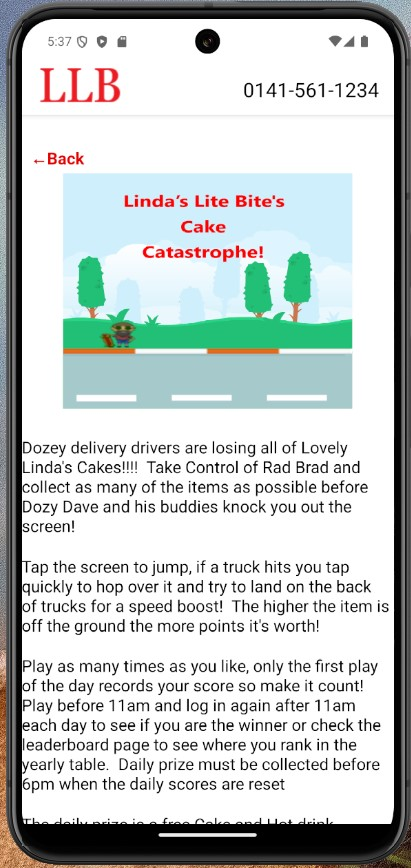 5:37
LLB
0141-561-1234
←Back
Linda's Lite Bite's
Cake
Catastrophe!
Dozey delivery drivers are losing all of Lovely
Linda's Cakes!!!!  Take Control of Rad Brad and
collect as many of the items as possible before
Dozy Dave and his buddies knock you out the
screen!
Tap the screen to jump, if a truck hits you tap
quickly to hop over it and try to land on the back
of trucks for a speed boost!  The higher the item is
off the ground the more points it's worth!
Play as many times as you like, only the first play
of the day records your score so make it count!
Play before 11am and log in again after 11am
each day to see if you are the winner or check the
leaderboard page to see where you rank in the
yearly table.  Daily prize must be collected before
6pm when the daily scores are reset
The daily prize is a free Cake and Hot drink